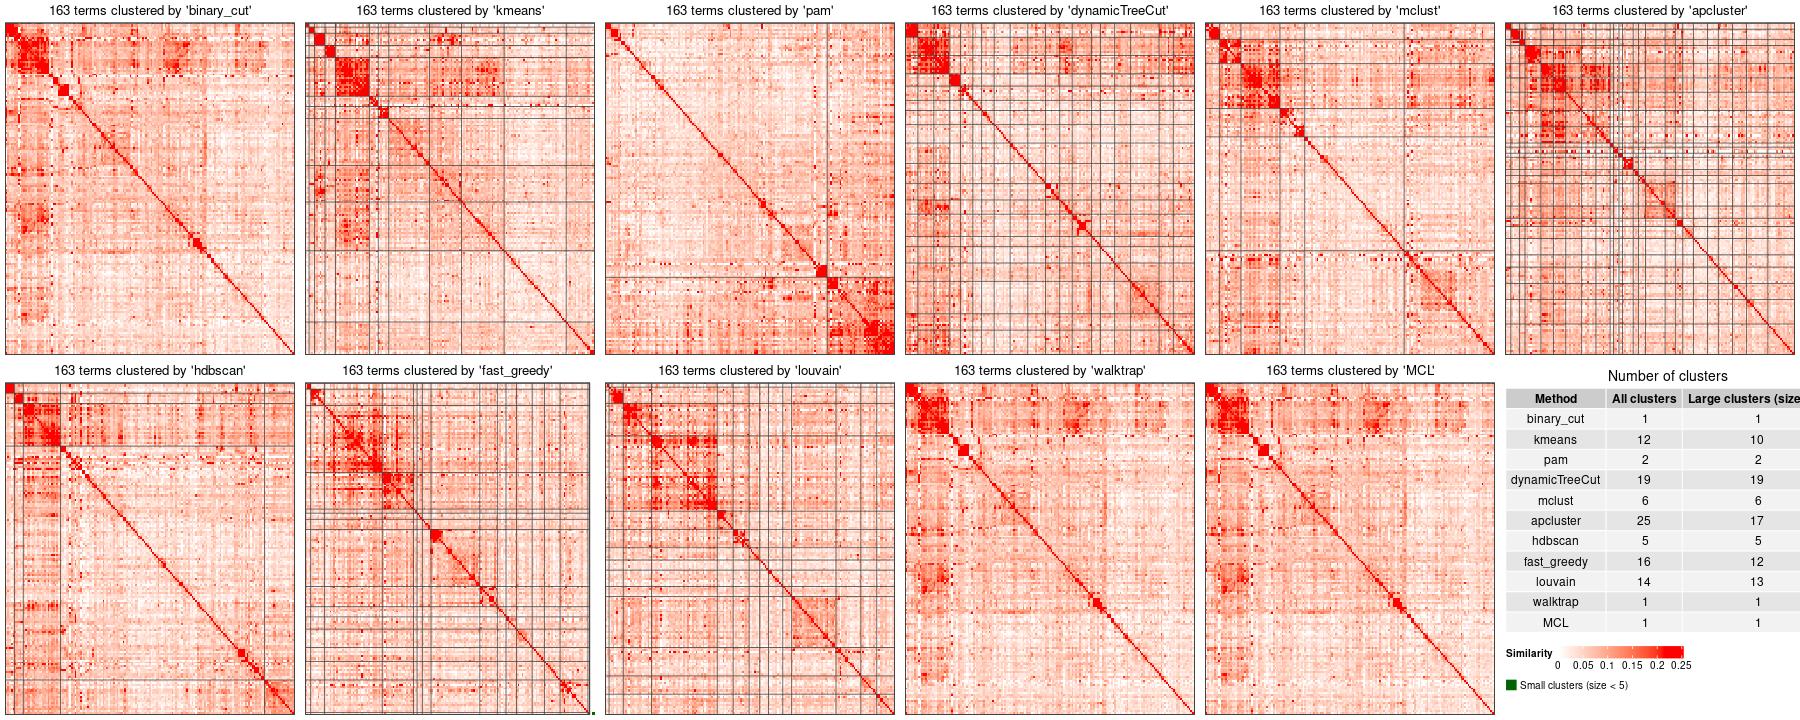 163 terms clustered by 'binary_cut'
163 terms clustered by 'kmeans'
163 terms clustered by 'pam'
163 terms clustered by 'dynamicTreeCut'
163 terms clustered by 'mclust'
163 terms clustered by 'apcluster'
163 terms clustered by 'hdbscan'
163 terms clustered by 'fast_greedy'
163 terms clustered by 'louvain'
163 terms clustered by 'walktrap'
163 terms clustered by 'MCL'
Number of clusters
Method All clusters Large clusters (size
binary_cut 1 1
kmeans 12 10
pam 2 2
dynamicTreeCut 19 19
mclust 6 6
apcluster 25 17
hdbscan 5 5
fast_greedy 16 12
louvain 14 13
walktrap 1 1
MCL 1 1
Similarity
0 0.05 0.1 0.15 0.2 0.25
Small clusters (size < 5)